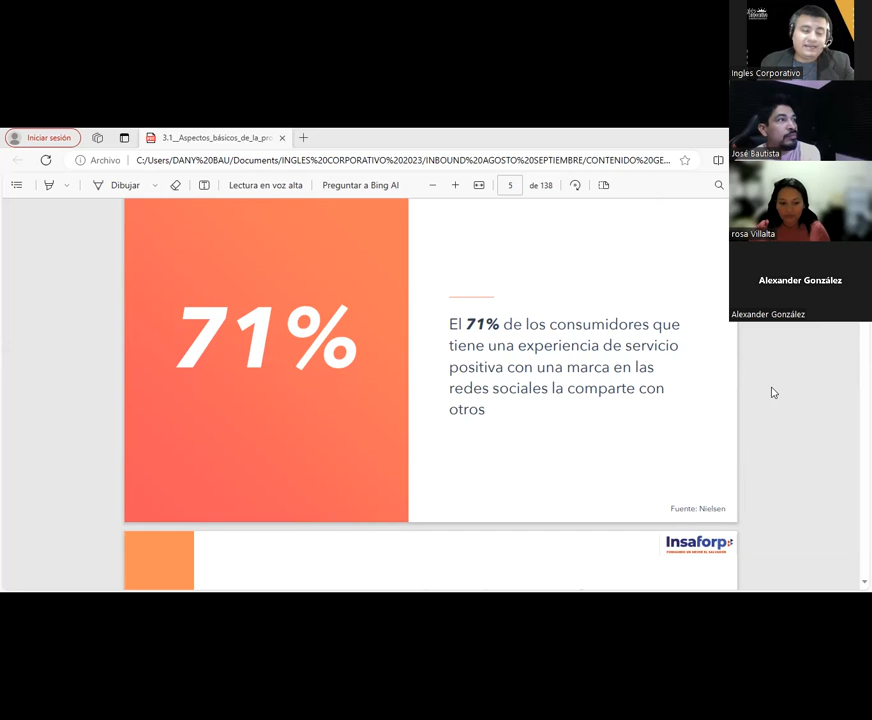 Ingles Corporativo
José Bautista
rosa Villalta
Alexander González
Alexander González
Iniciar sesión
3.1__Aspectos_básicos_de_la_pro
Archivo
C:/Users/DANY%20BAU/Documents/INGLES%20CORPORATIVO%202023/INBOUND%20AGOSTO%20SEPTIEMBRE/CONTENIDO%20GE...
Dibujar
Lectura en voz alta
Preguntar a Bing AI
5
de 138
71%
El 71% de los consumidores que
tiene una experiencia de servicio
positiva con una marca en las
redes sociales la comparte con
otros
Fuente: Nielsen
Insaforp